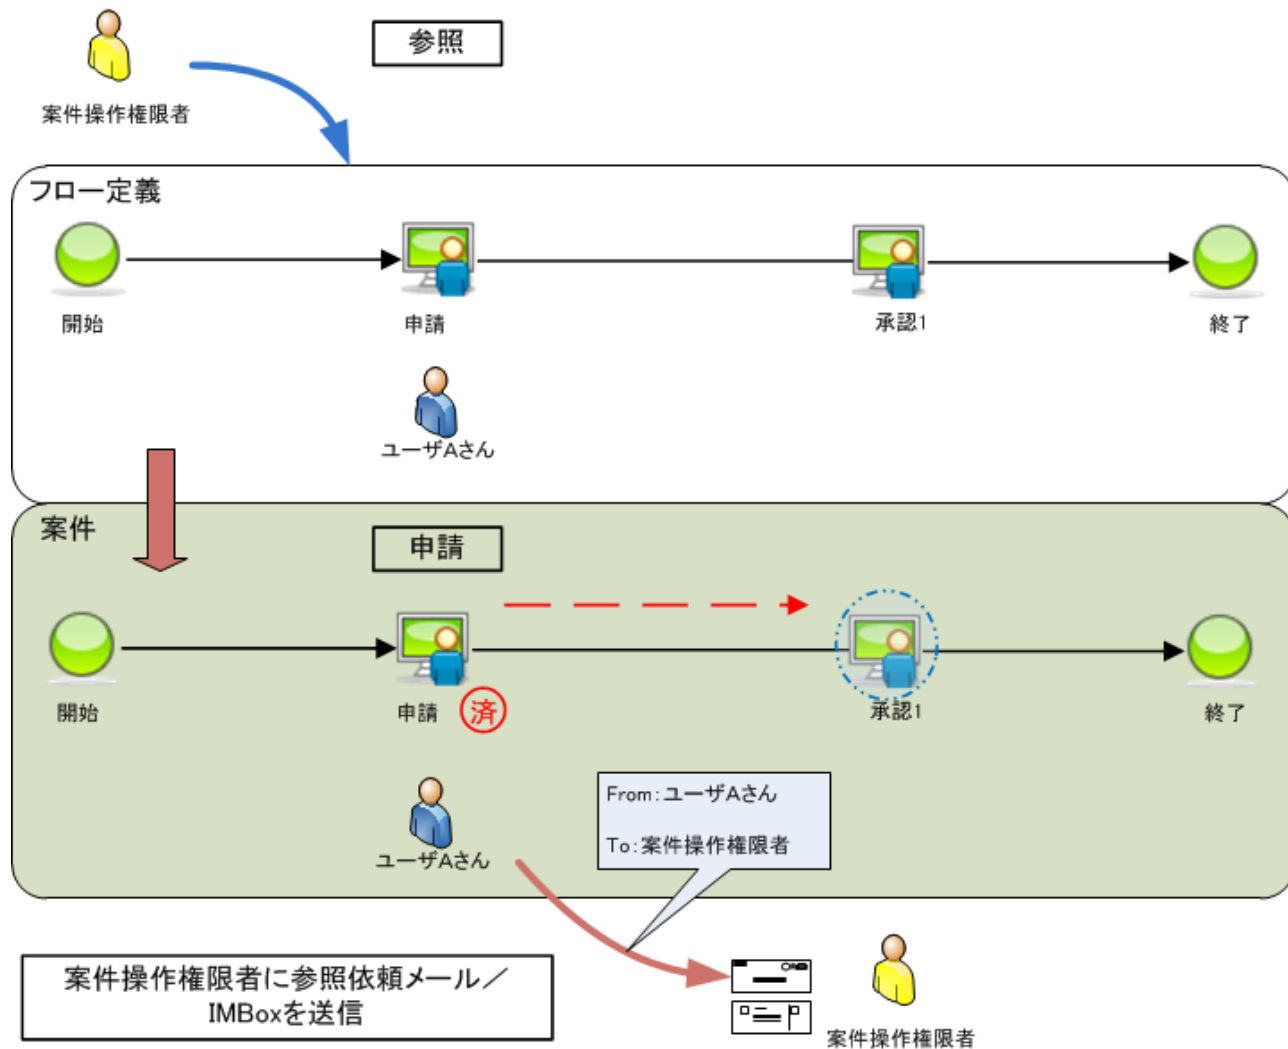 参照
案件操作権限者
フロー定義
開始
申請
承認1
終了
ユーザAさん
案件
申請
開始
申請
済
承認1
終了
ユーザAさん
From:ユーザAさん
To:案件操作権限者
案件操作権限者に参照依頼メール／
IMBoxを送信
案件操作権限者